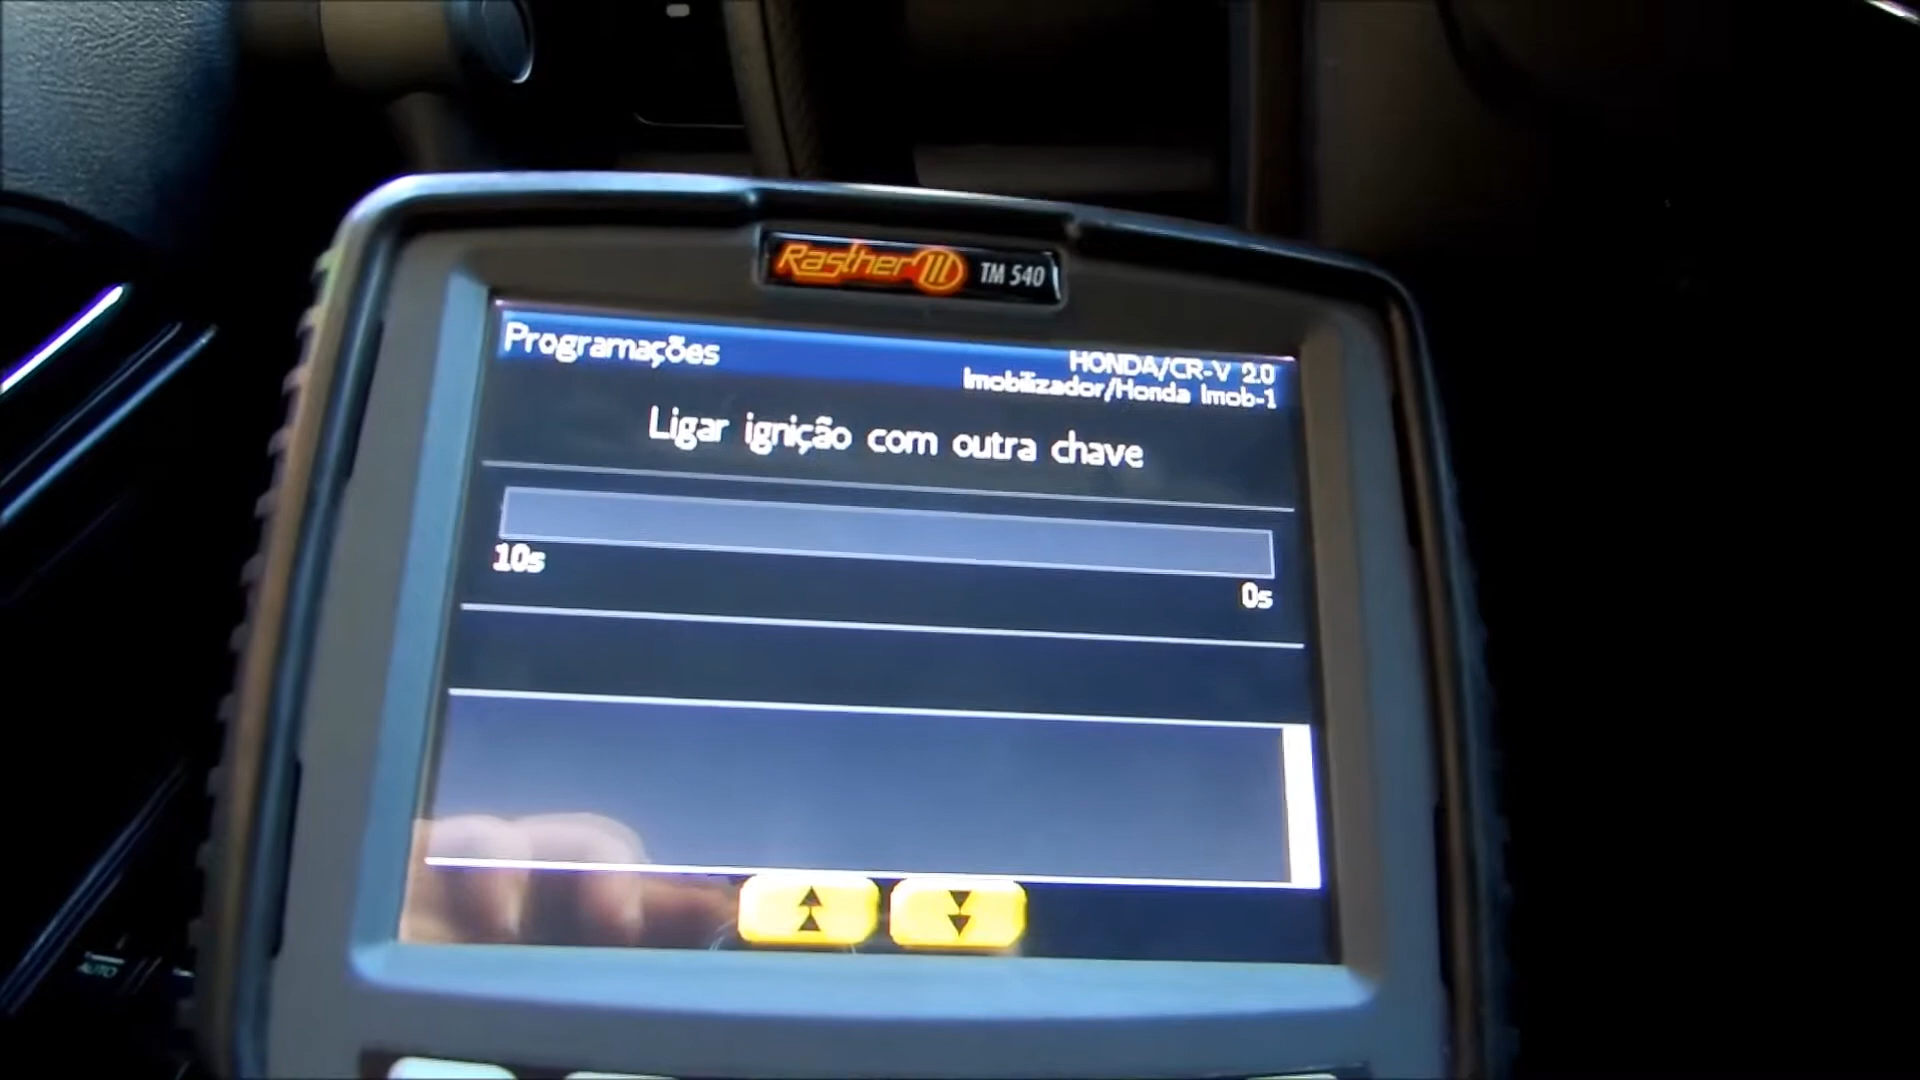 Rasther III TM 540
Programações
HONDA/CR-V 2.0
Imobilizador/Honda Imob-1
Ligar ignição com outra chave
10s
0s
AUTO